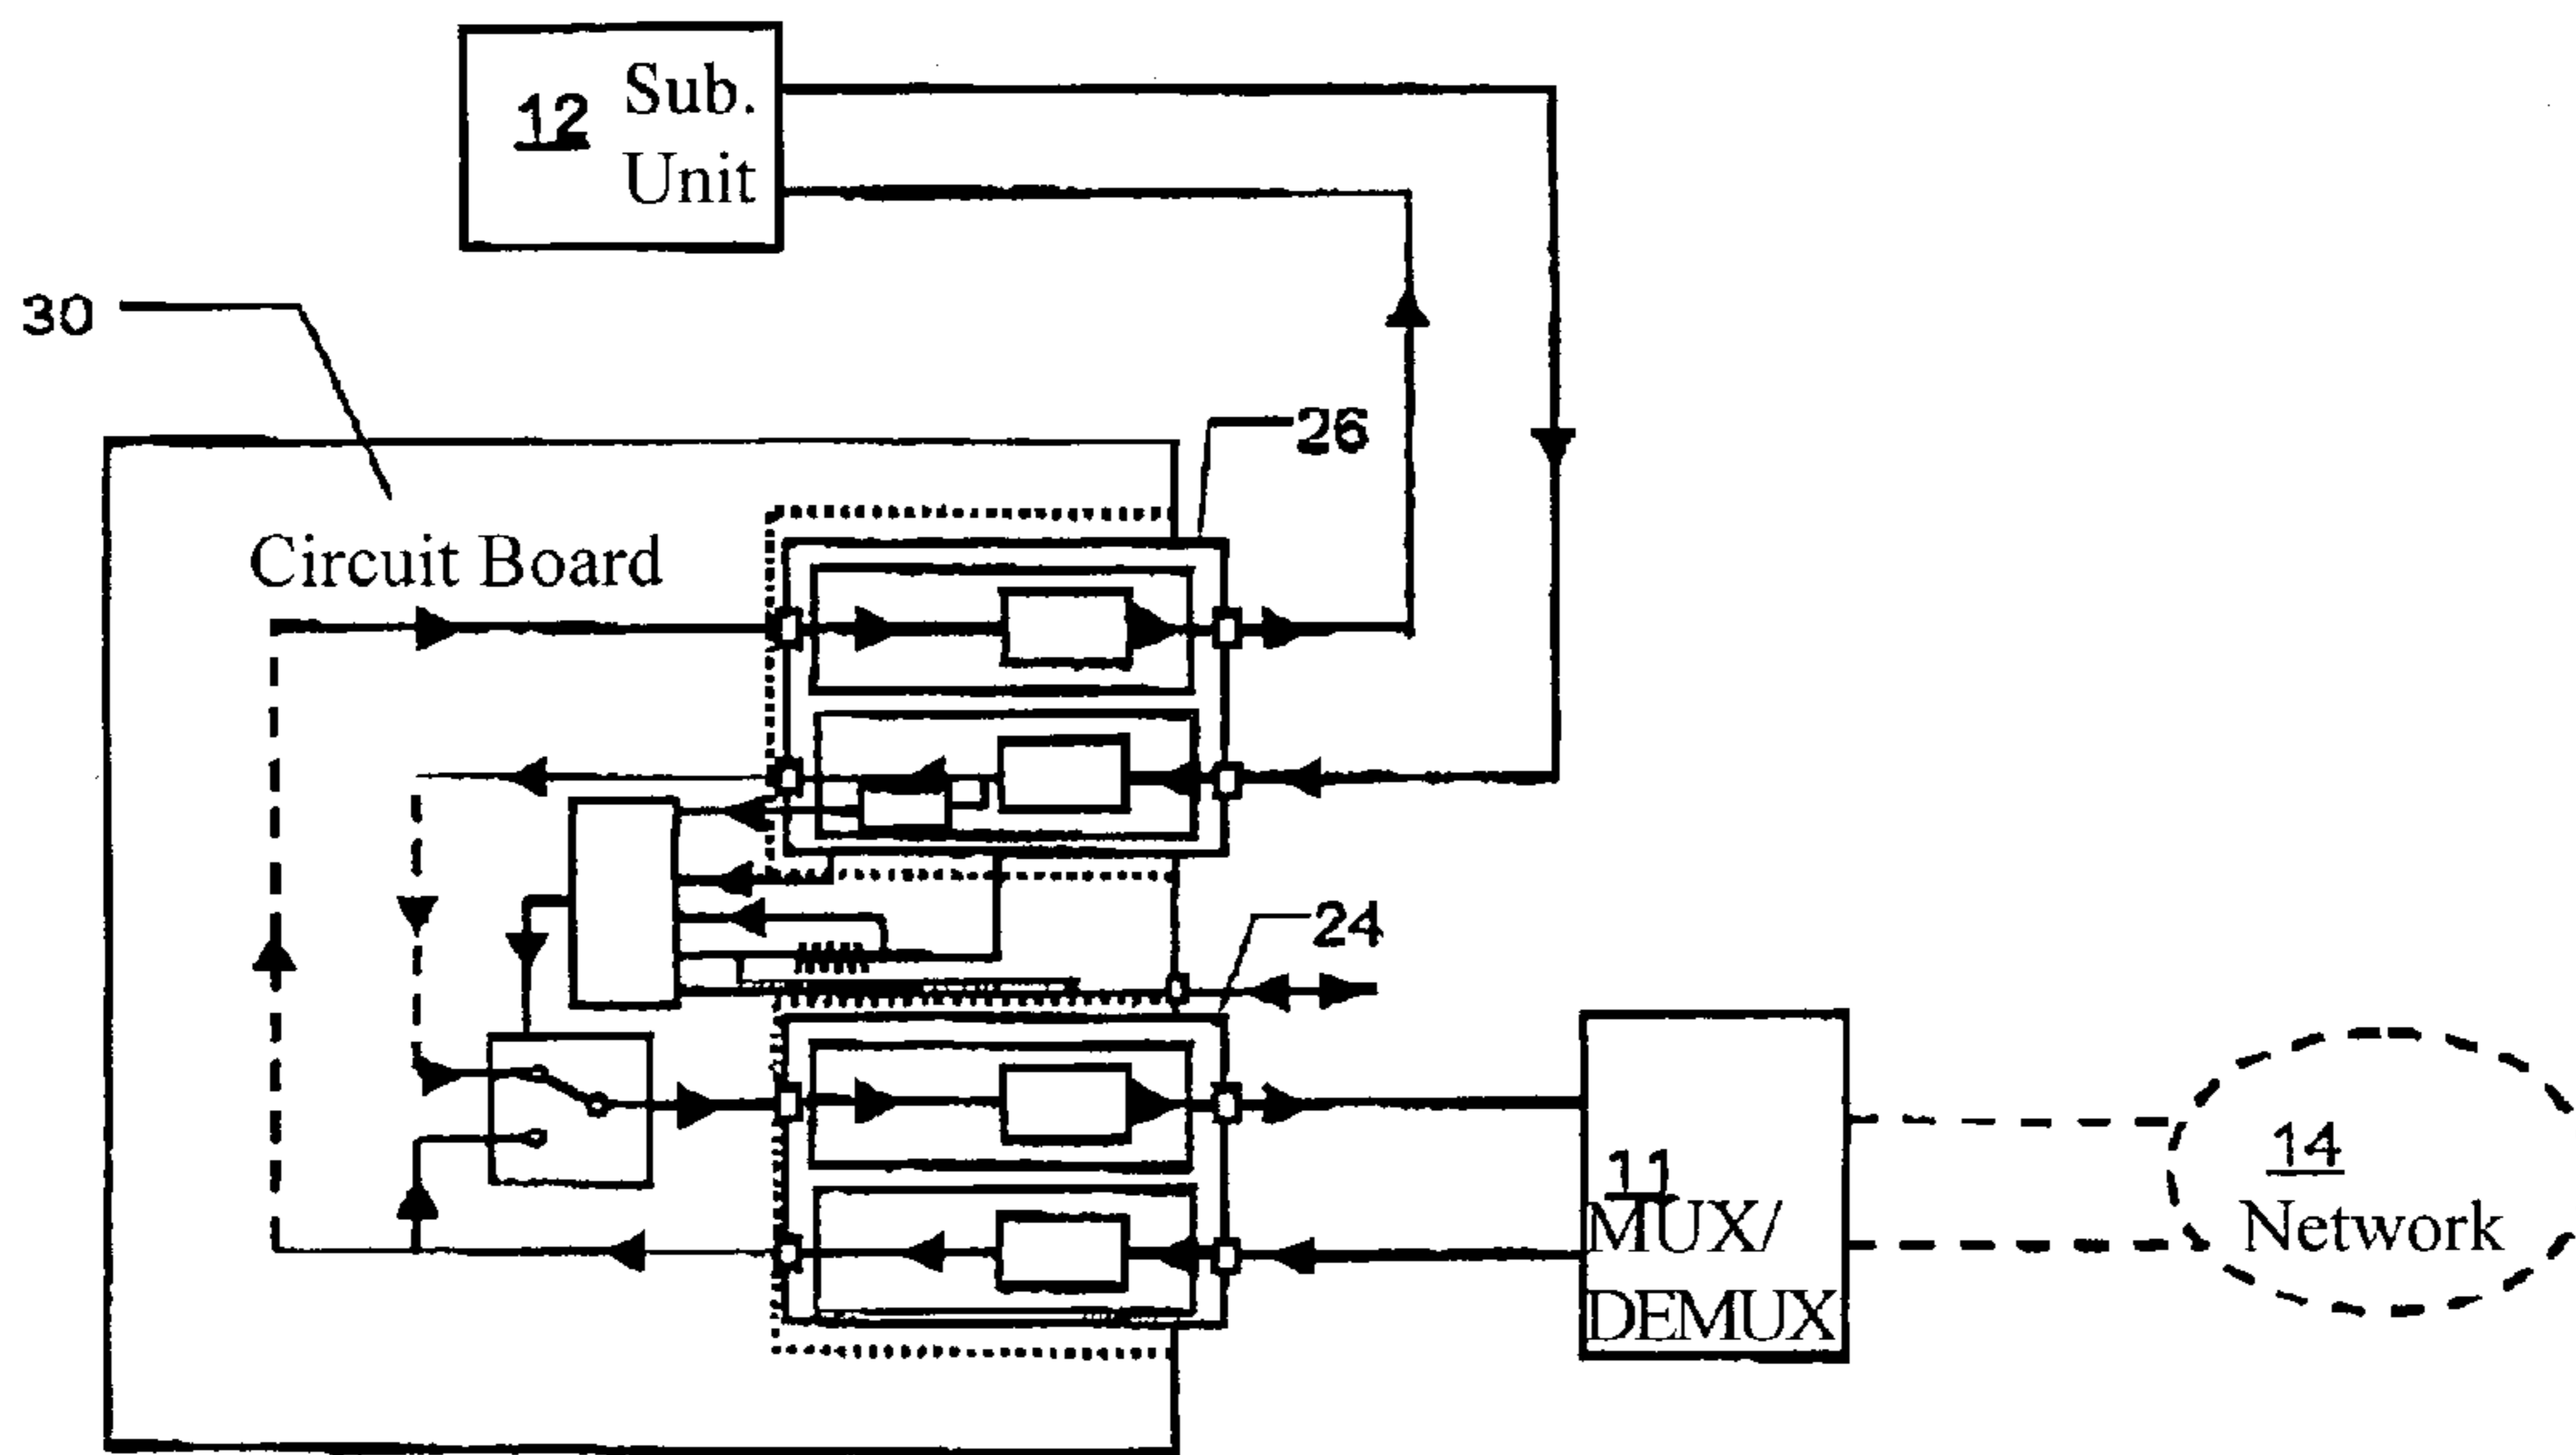 12 Sub.
Unit
30
26
Circuit Board
24
11
MUX/
DEMUX
14
Network